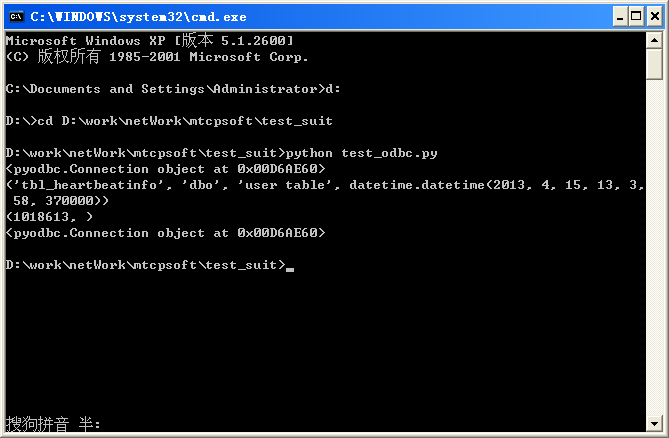 C:\WINDOWS\system32\cmd.exe
Microsoft Windows XP [版本 5.1.2600]
(C) 版权所有 1985-2001 Microsoft Corp.
C:\Documents and Settings\Administrator>d:
D:\>cd D:\work\netWork\mtcpsoft\test_suit
D:\work\netWork\mtcpsoft\test_suit>python test_odbc.py
<pyodbc.Connection object at 0x00D6AE60>
('tbl_heartbeatinfo', 'dbo', 'user table', datetime.datetime(2013, 4, 15, 13, 3,
 58, 370000))
(1018613, )
<pyodbc.Connection object at 0x00D6AE60>
D:\work\netWork\mtcpsoft\test_suit>_
搜狗拼音 半: